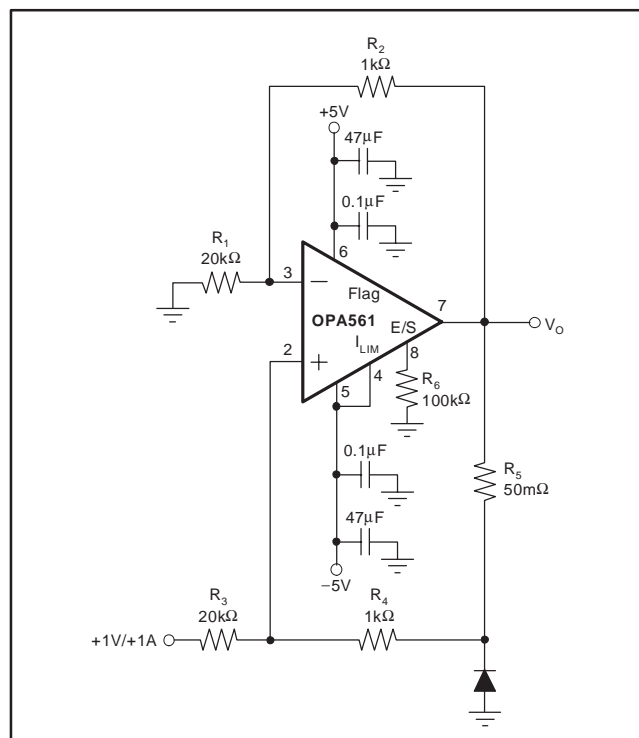 R2
1kΩ
+5V
47µF
0.1µF
R1
20kΩ
6
3
−
Flag
7
OPA561
VO
E/S
ILIM
8
2
+
4
5
R6
100kΩ
0.1µF
R5
50mΩ
47µF
−5V
R3
20kΩ
R4
1kΩ
+1V/+1A